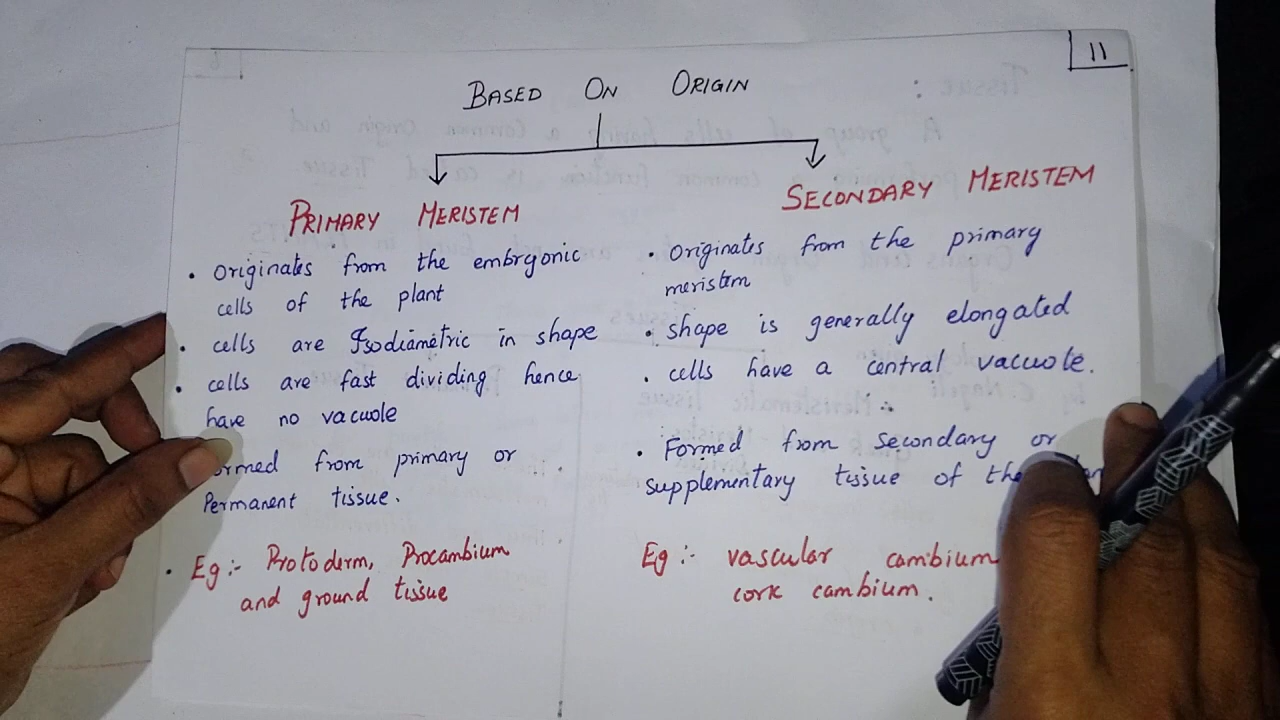 11
BASED ON ORIGIN
PRIMARY MERISTEM
• Originates from the embryonic
cells of the plant
• cells are Isodiametric in shape
• cells are fast dividing hence
have no vacuole
from primary or
Permanent tissue.
• Eg :- Protoderm, Procambium
and ground tissue
SECONDARY MERISTEM
• Originates from the primary
meristem
• shape is generally elongated
• cells have a central vacuole.
• Formed from secondary or
supplementary tissue of the
Eg :- vascular cambium
cork cambium.